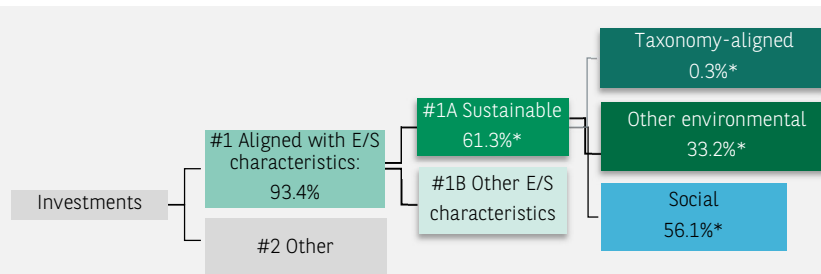 Investments
#1 Aligned with E/S
characteristics:
93.4%
#2 Other
#1A Sustainable
61.3%*
#1B Other E/S
characteristics
Taxonomy-aligned
0.3%*
Other environmental
33.2%*
Social
56.1%*